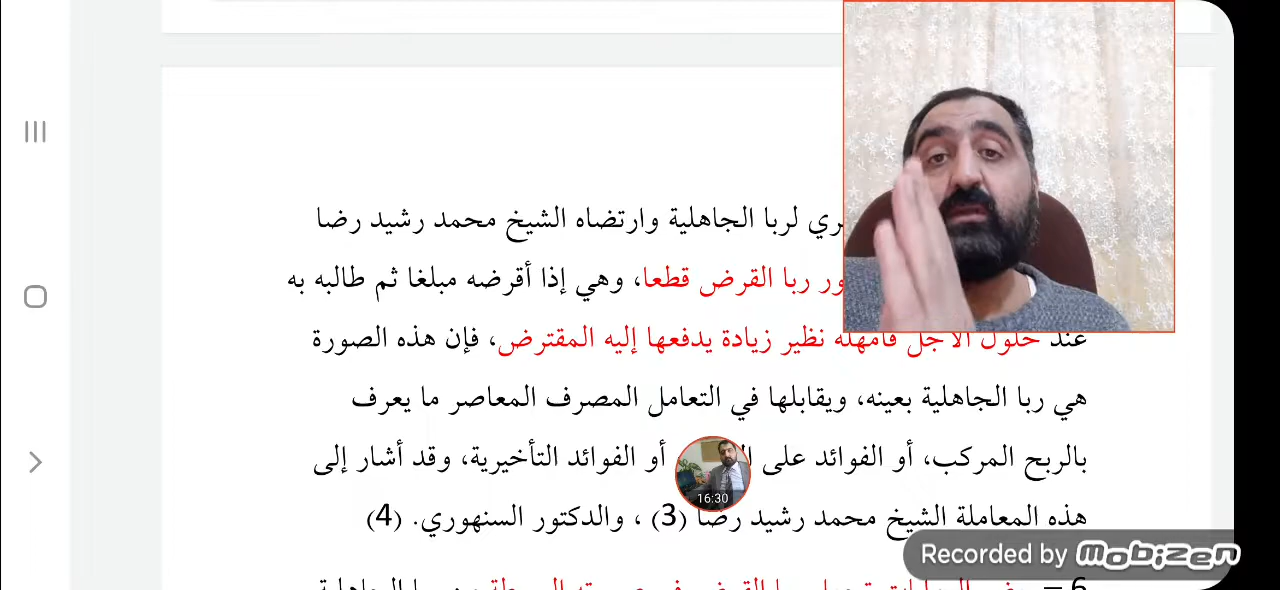 ري لربا الجاهلية وارتضاه الشيخ محمد رشيد رضا
ور ربا القرض قطعا، وهي إذا أقرضه مبلغا ثم طالبه به
عند حلول الأجل فأمهله نظير زيادة يدفعها إليه المقترض، فإن هذه الصورة
هي ربا الجاهلية بعينه، ويقابلها في التعامل المصرف المعاصر ما يعرف
بالربح المركب، أو الفوائد على أو الفوائد التأخيرية، وقد أشار إلى
16:30
هذه المعاملة الشيخ محمد رشيد رضا (3) ، والدكتور السنهوري. (4)
Recorded by mobizen
6 –